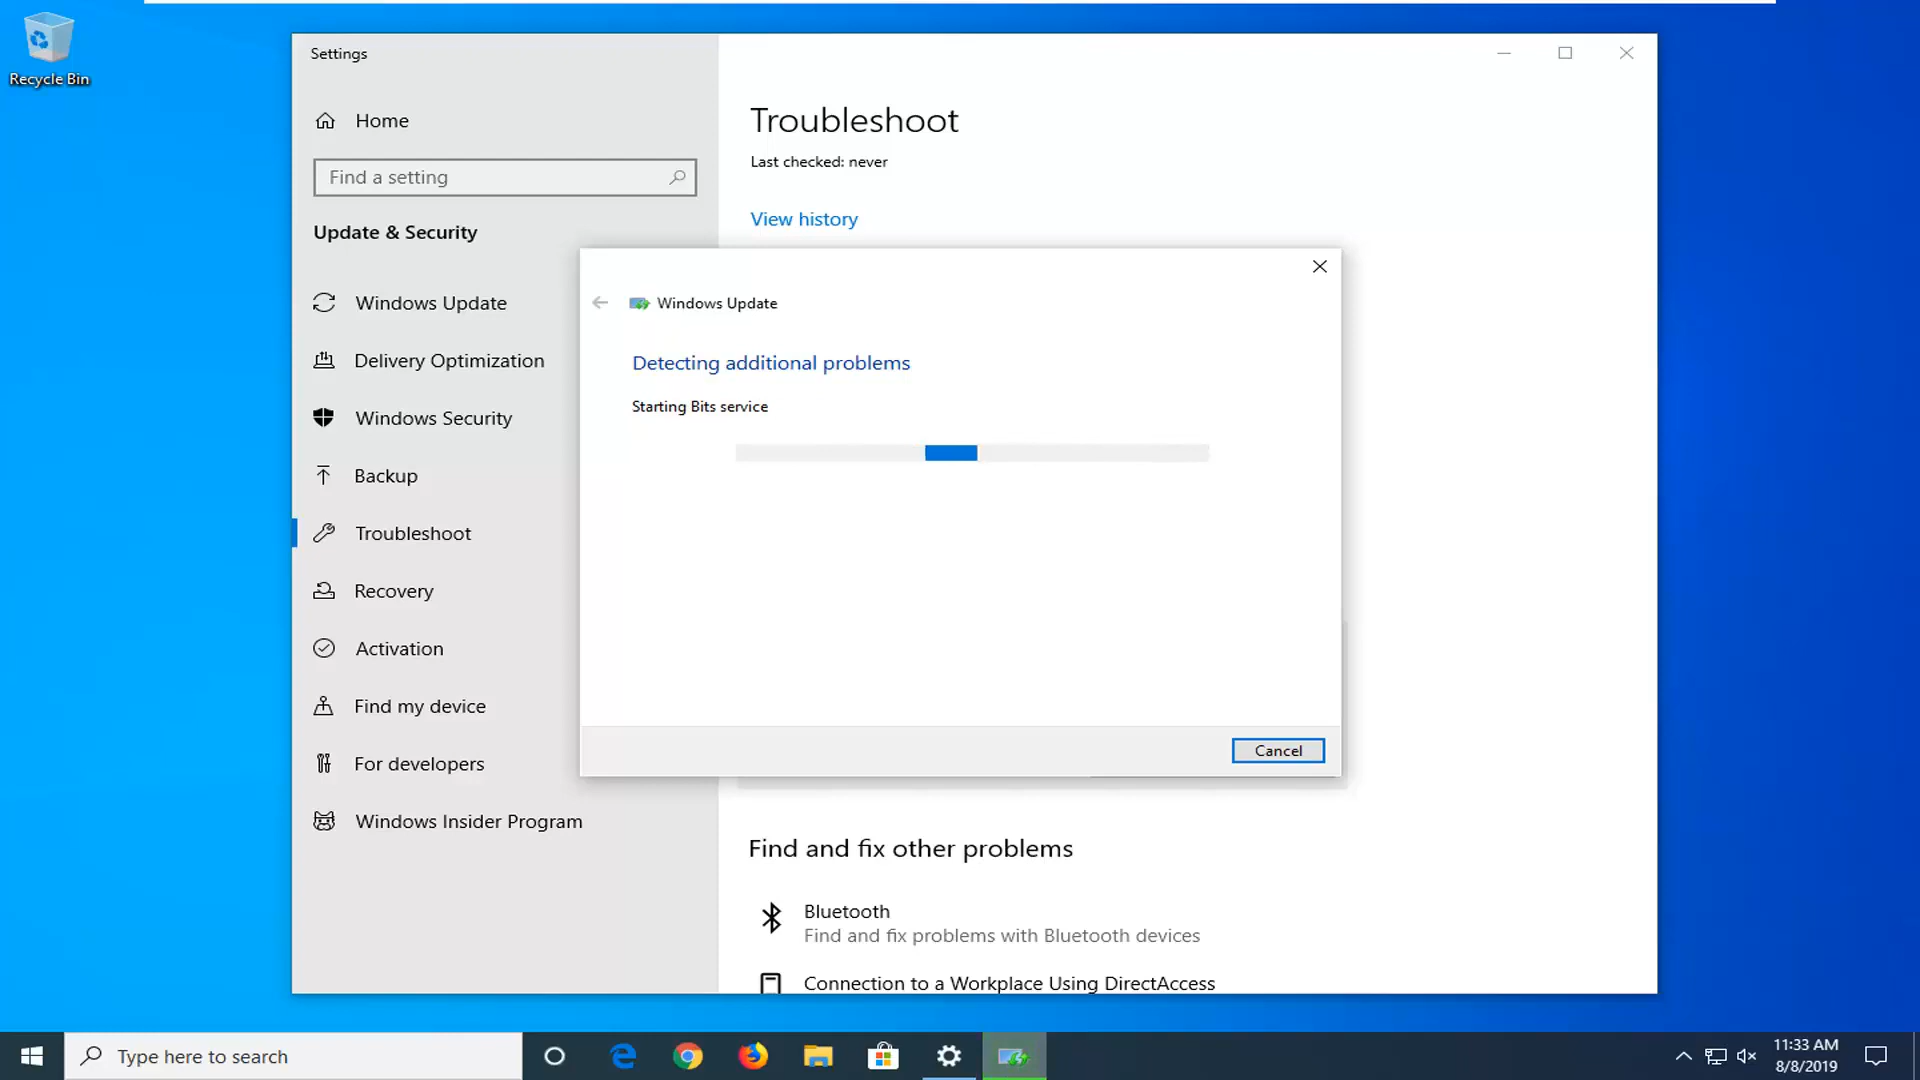 Recycle Bin
Settings
Home
Find a setting
Update & Security
Windows Update
Delivery Optimization
Windows Security
Backup
Troubleshoot
Recovery
Activation
Find my device
For developers
Windows Insider Program
Troubleshoot
Last checked: never
View history
Windows Update
Detecting additional problems
Starting Bits service
Cancel
Find and fix other problems
Bluetooth
Find and fix problems with Bluetooth devices
Connection to a Workplace Using DirectAccess
Type here to search
11:33 AM
8/8/2019